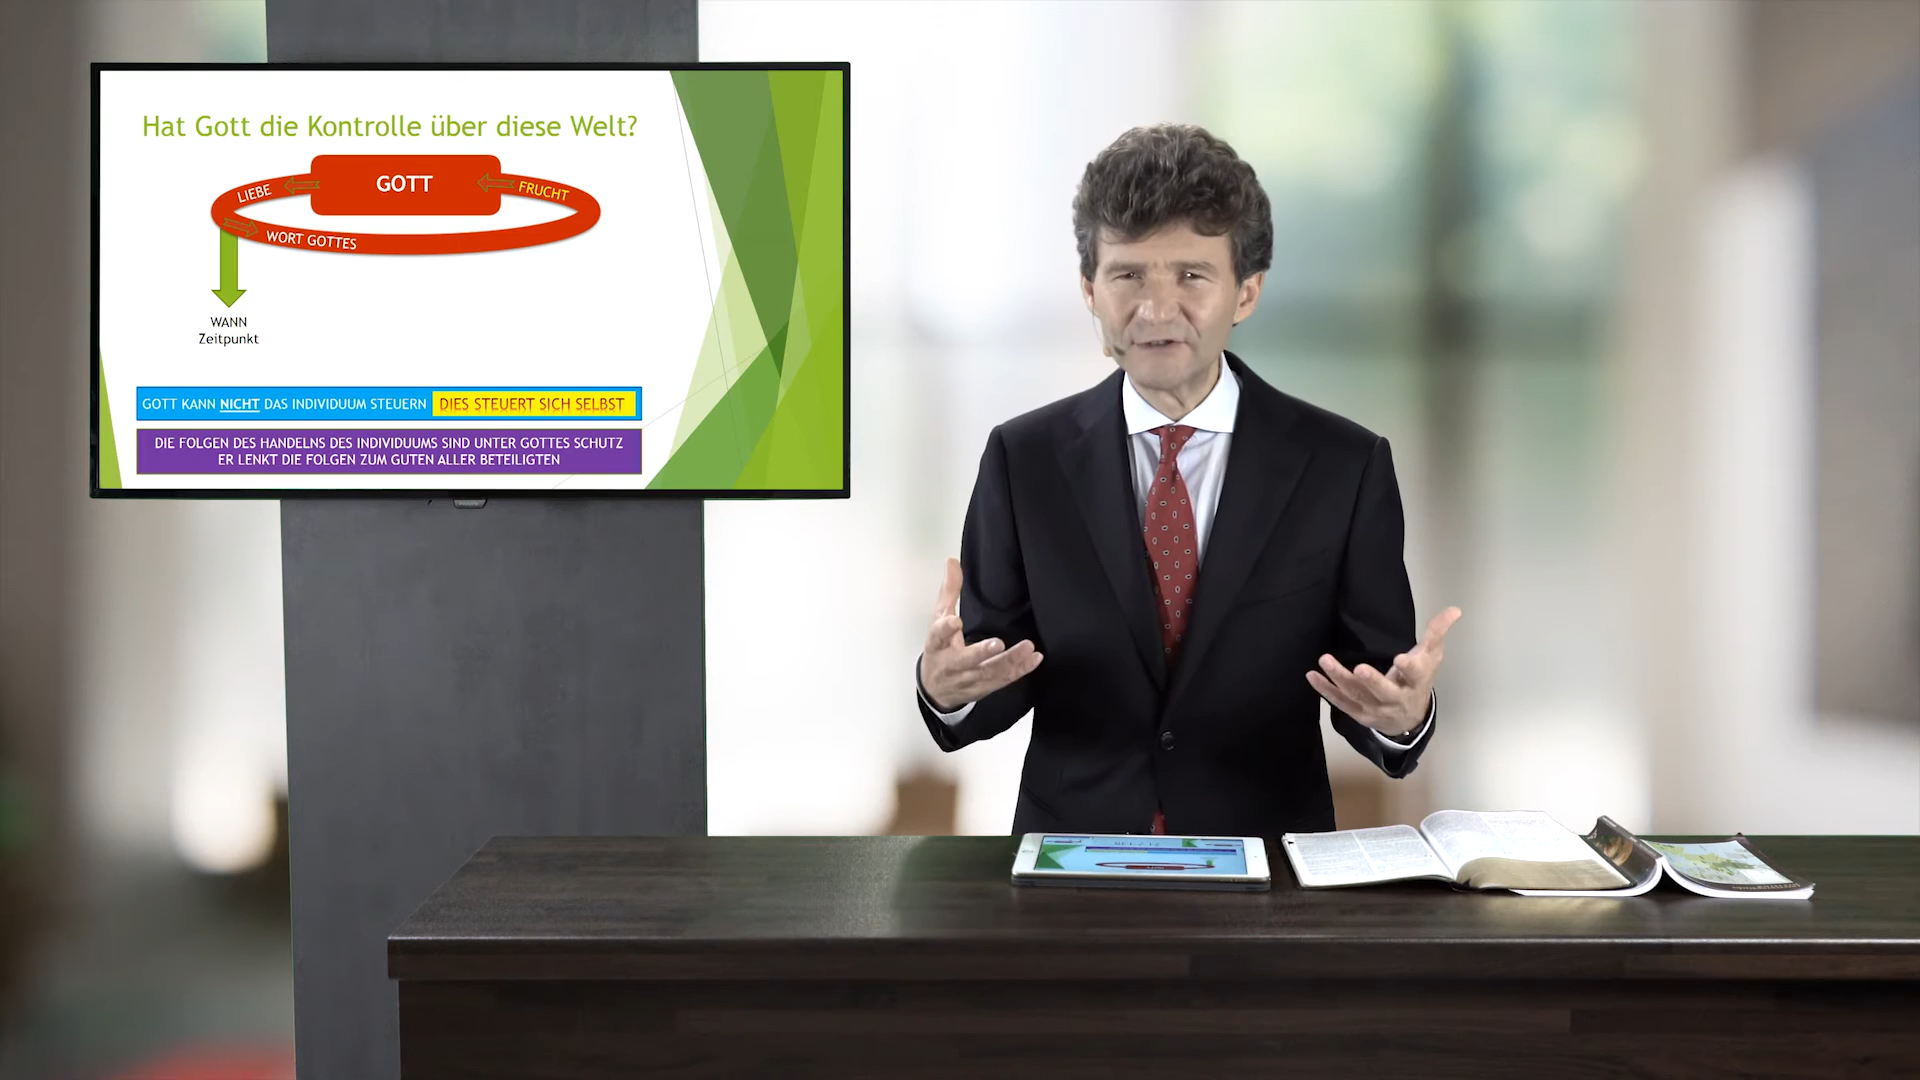 Hat Gott die Kontrolle über diese Welt?
GOTT
LIEBE
FRUCHT
WORT GOTTES
WANN
Zeitpunkt
GOTT KANN NICHT DAS INDIVIDUUM STEUERN DIES STEUERT SICH SELBST
DIE FOLGEN DES HANDELNS DES INDIVIDUUMS SIND UNTER GOTTES SCHUTZ
ER LENKT DIE FOLGEN ZUM GUTEN ALLER BETEILIGTEN